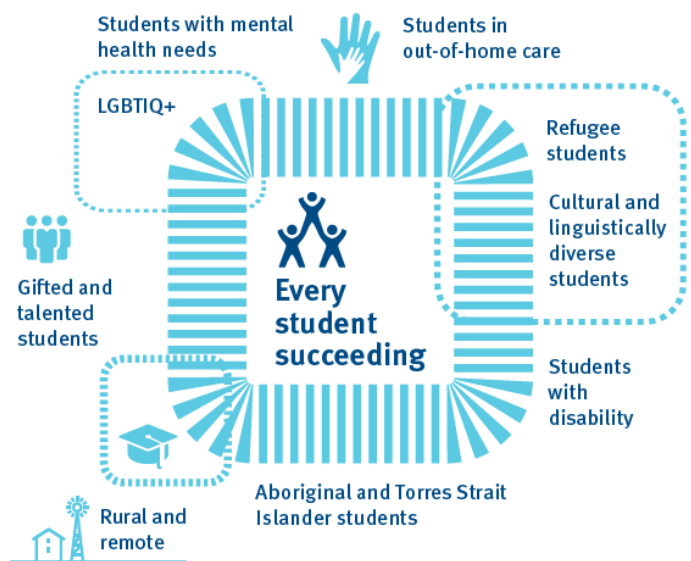 Students with mental
health needs
Students in
out-of-home care
LGBTIQ+
Refugee
students
Cultural and
linguistically
diverse
students
Gifted and
talented
students
Every
student
succeeding
Students
with
disability
Aboriginal and Torres Strait
Islander students
Rural and
remote